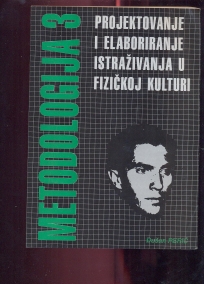 METODOLOGIJA 3
PROJEKTOVANJE
I ELABORIRANJE
ISTRAŽIVANJA U
FIZIČKOJ KULTURI